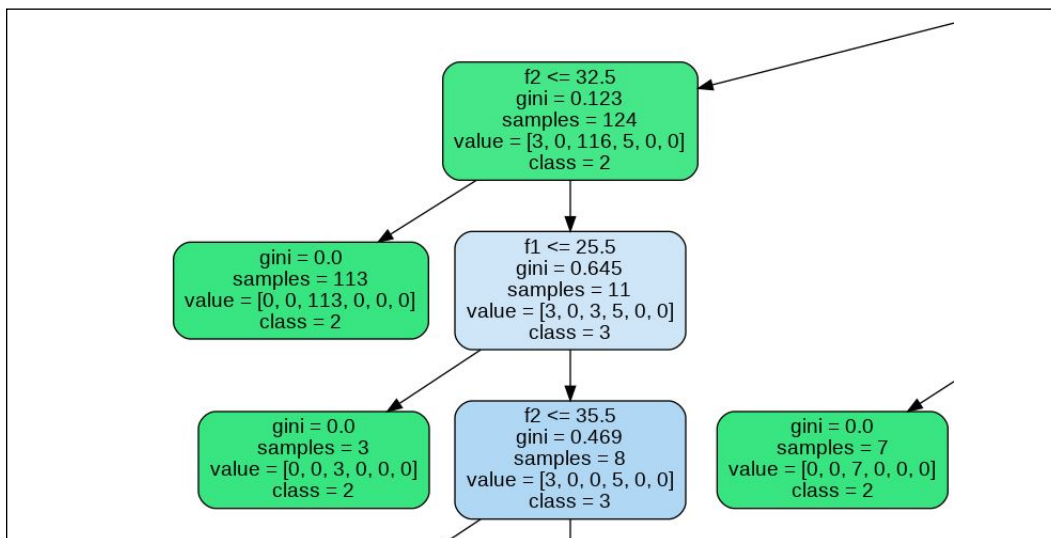 f2 <= 32.5
gini = 0.123
samples = 124
value = [3, 0, 116, 5, 0, 0]
class = 2
gini = 0.0
samples = 113
value = [0, 0, 113, 0, 0, 0]
class = 2
f1 <= 25.5
gini = 0.645
samples = 11
value = [3, 0, 3, 5, 0, 0]
class = 3
gini = 0.0
samples = 3
value = [0, 0, 3, 0, 0, 0]
class = 2
f2 <= 35.5
gini = 0.469
samples = 8
value = [3, 0, 0, 5, 0, 0]
class = 3
gini = 0.0
samples = 7
value = [0, 0, 7, 0, 0, 0]
class = 2